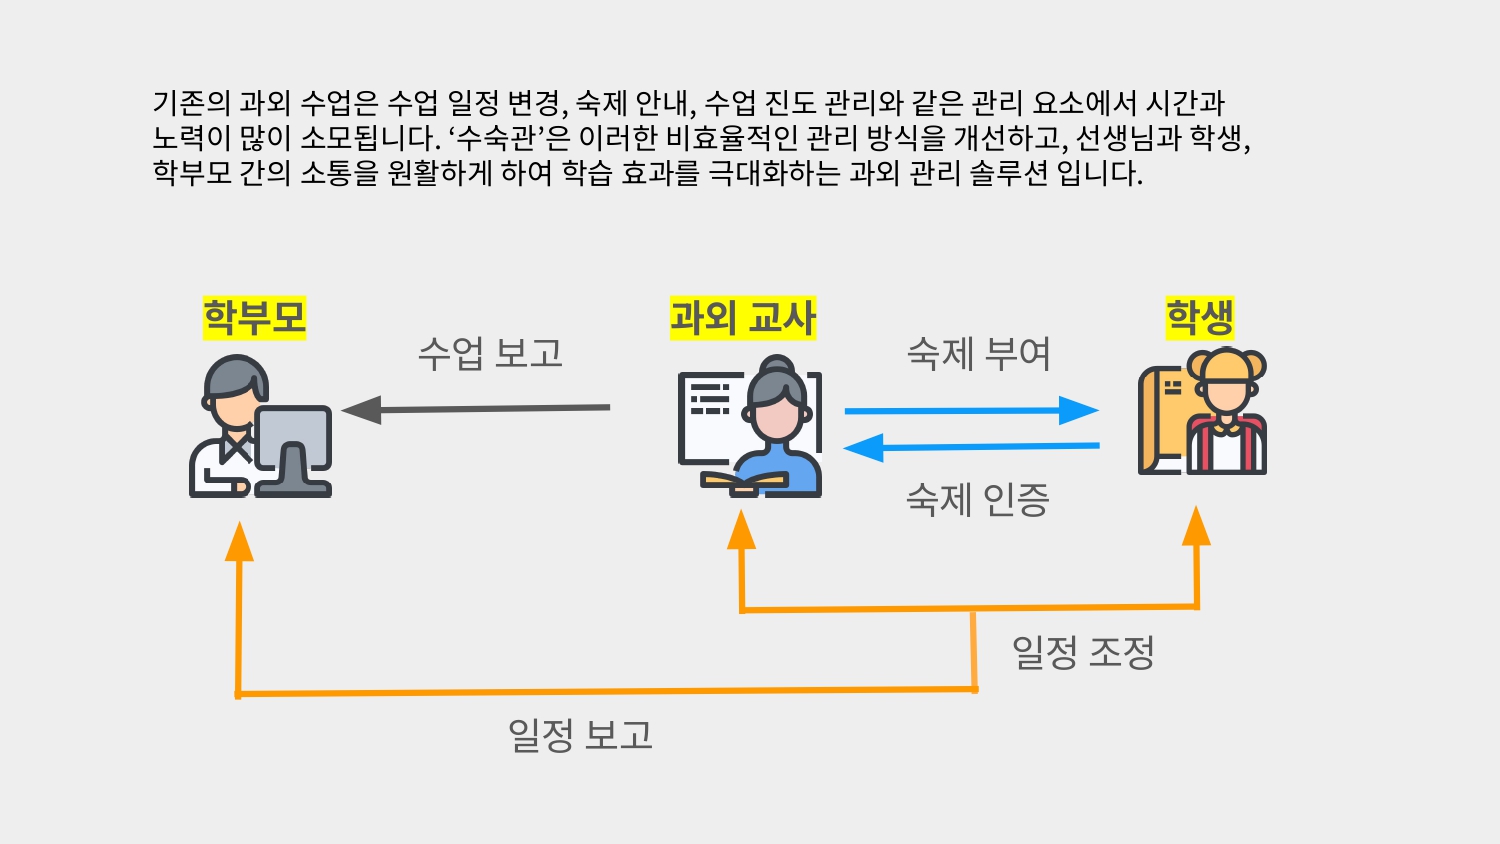 기존의 과외 수업은 수업 일정 변경, 숙제 안내, 수업 진도 관리와 같은 관리 요소에서 시간과
노력이 많이 소모됩니다. ‘수숙관’은 이러한 비효율적인 관리 방식을 개선하고, 선생님과 학생,
학부모 간의 소통을 원활하게 하여 학습 효과를 극대화하는 과외 관리 솔루션 입니다.
학부모
과외 교사
학생
수업 보고
숙제 부여
숙제 인증
일정 조정
일정 보고